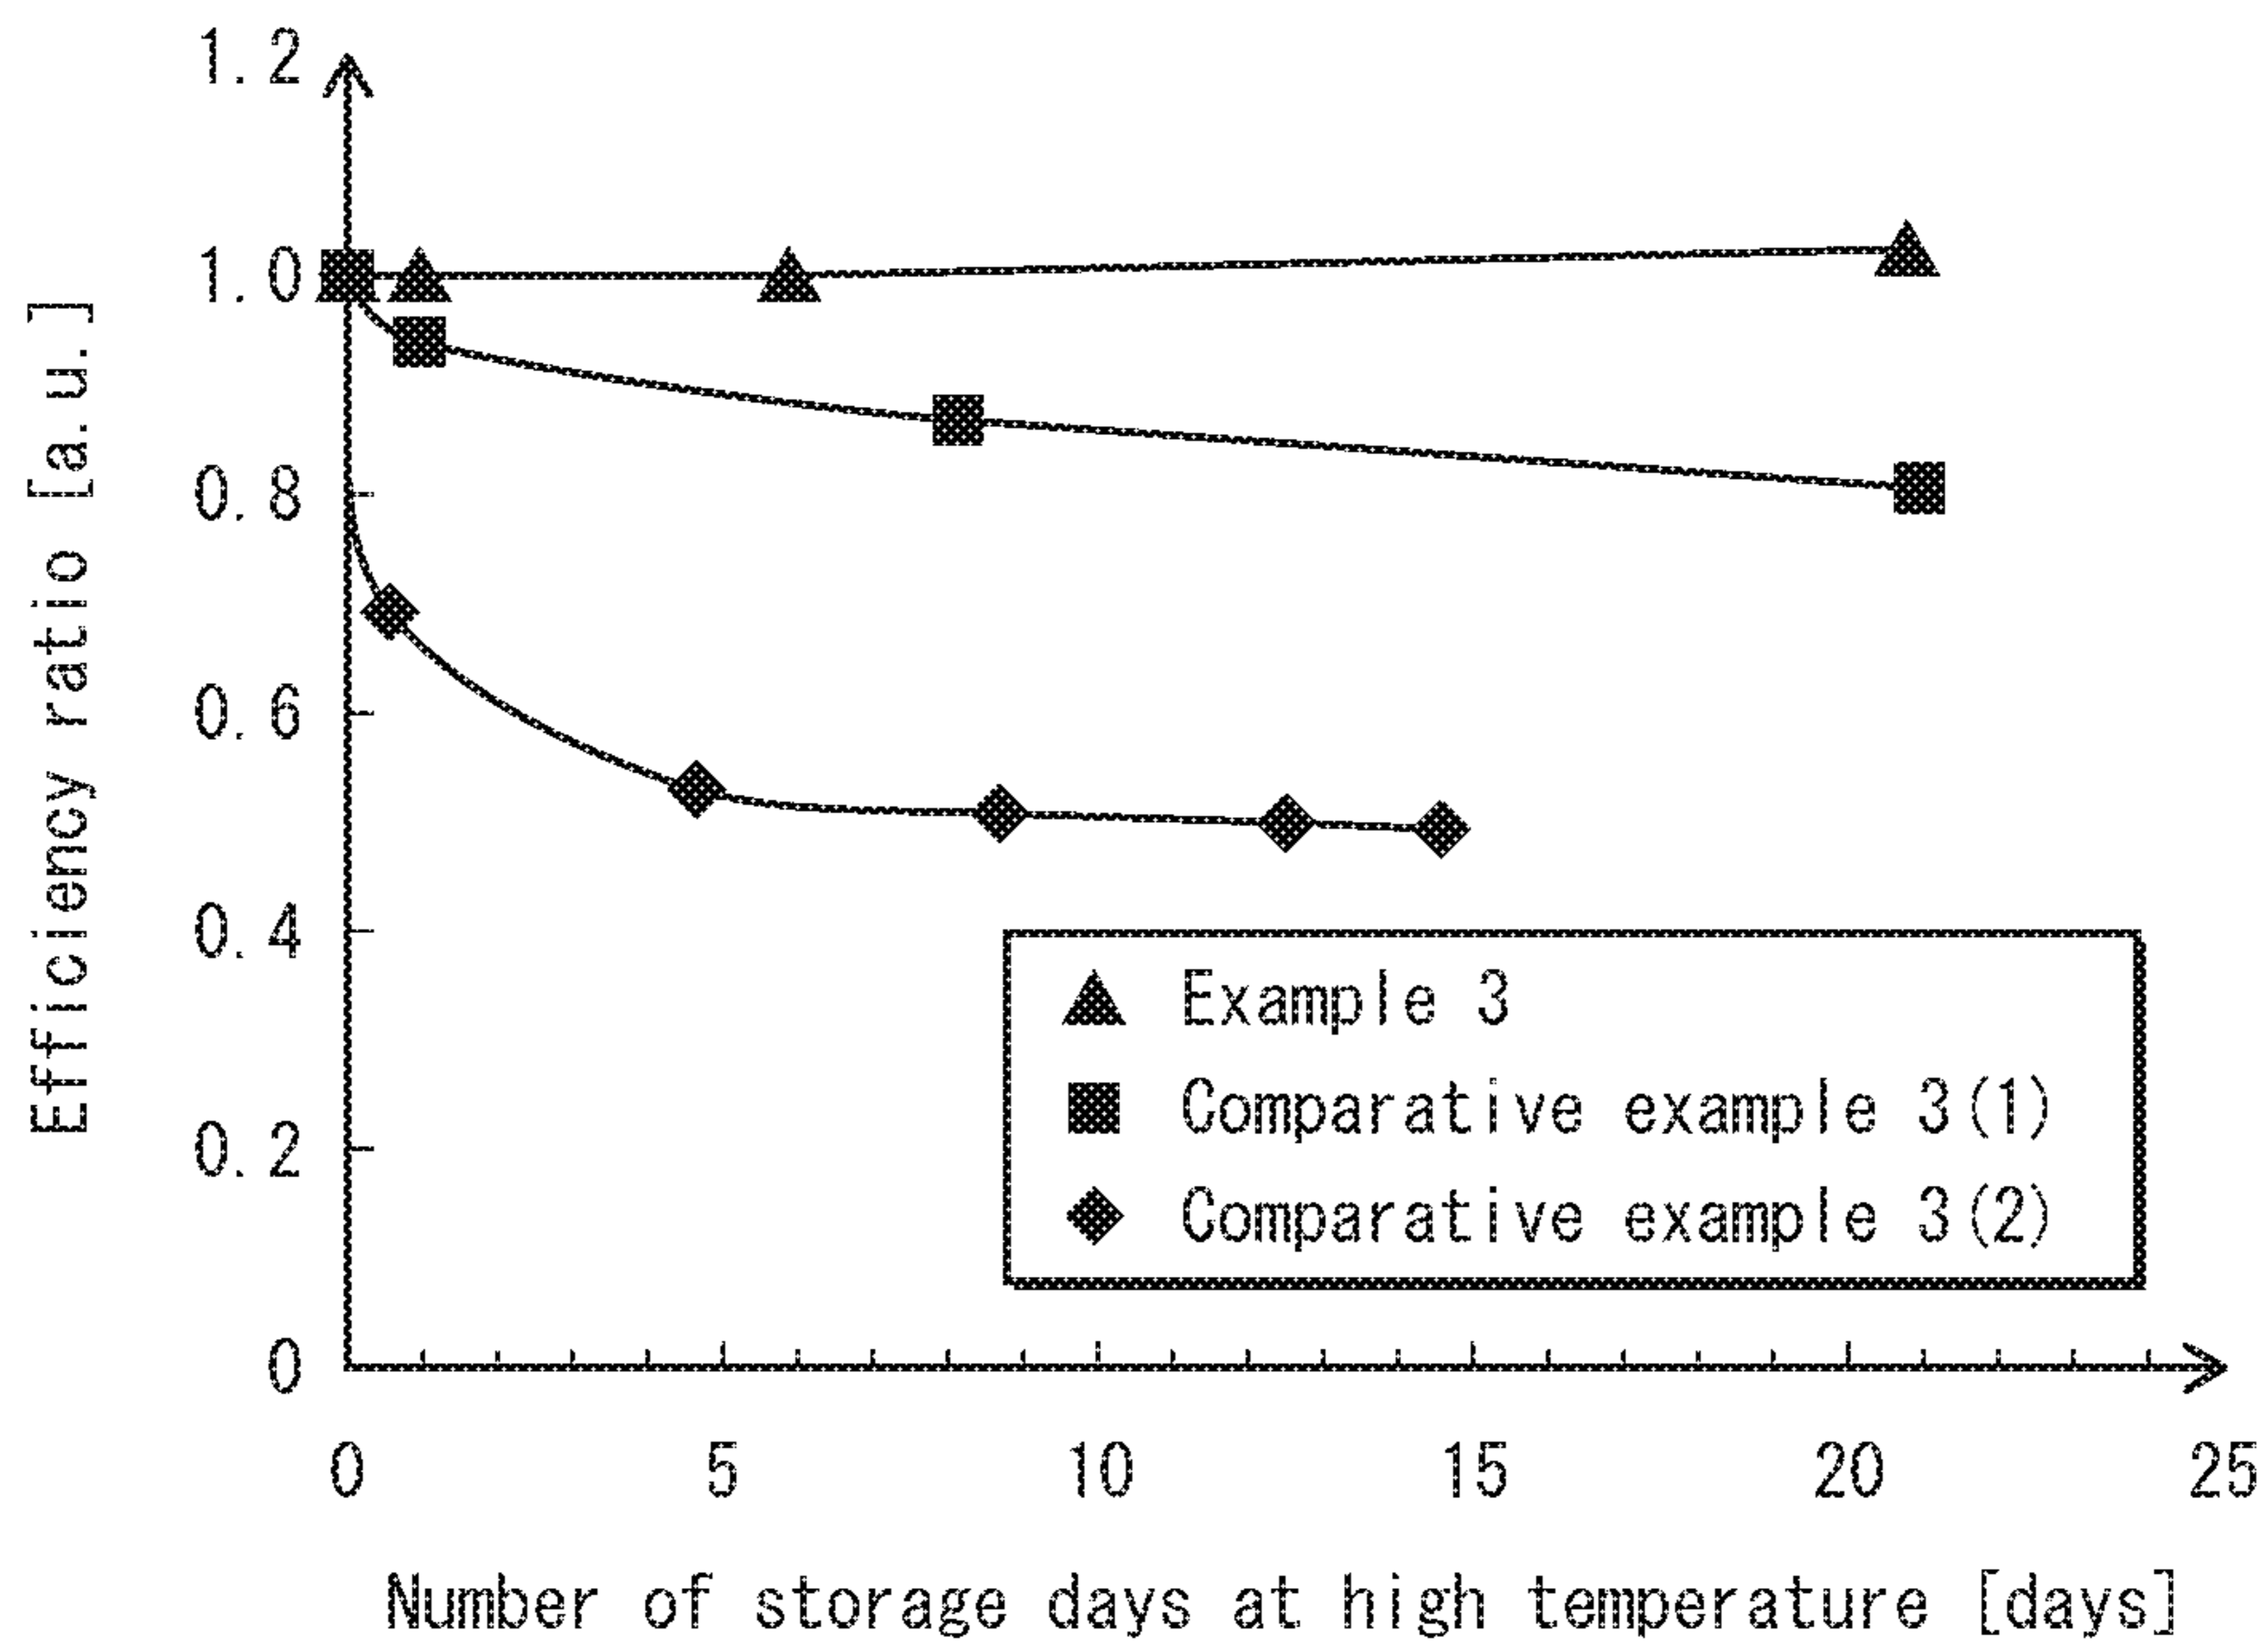 1.2
1.0
0.8
0.6
0.4
0.2
0
Efficiency ratio [a.u.]
Example 3
Comparative example 3(1)
Comparative example 3(2)
0 5 10 15 20 25
Number of storage days at high temperature [days]